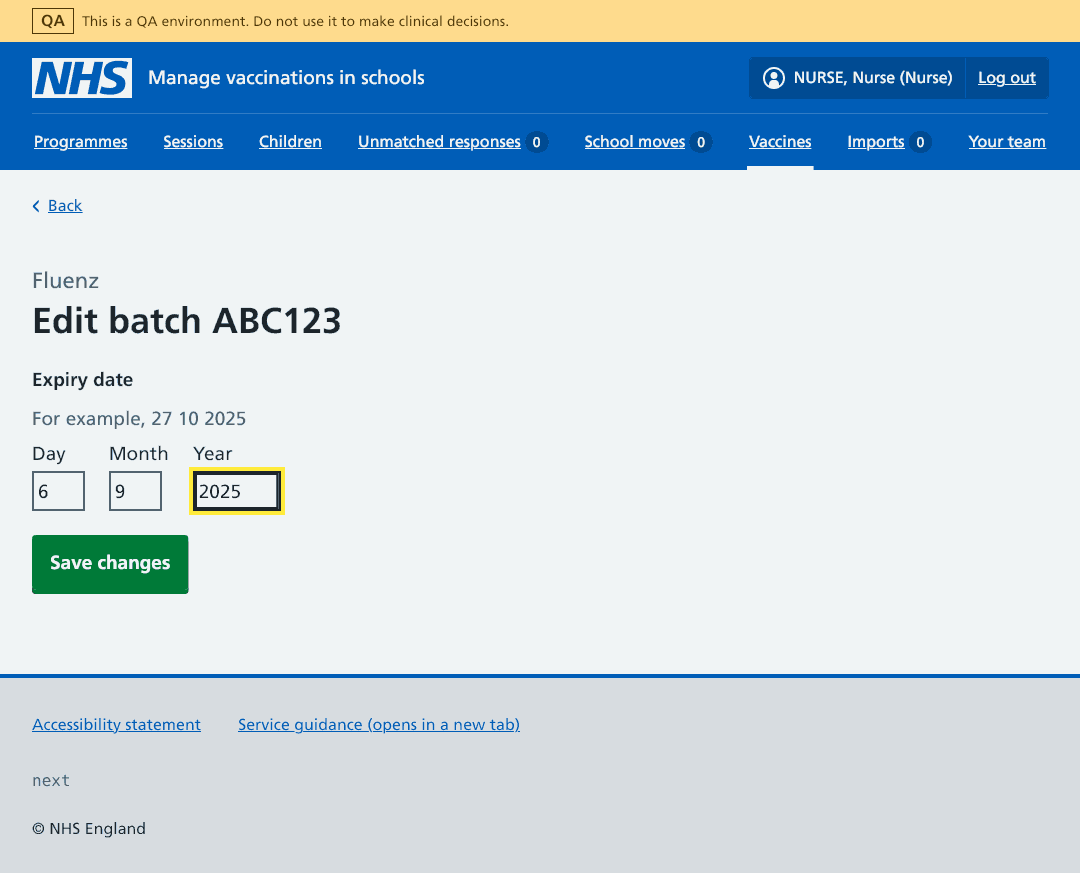 QA This is a QA environment. Do not use it to make clinical decisions.
NHS Manage vaccinations in schools NURSE, Nurse (Nurse) Log out
Programmes Sessions Children Unmatched responses 0 School moves 0 Vaccines Imports 0 Your team
Back
Fluenz
Edit batch ABC123
Expiry date
For example, 27 10 2025
Day Month Year
6 9 2025
Save changes
Accessibility statement Service guidance (opens in a new tab)
next
© NHS England